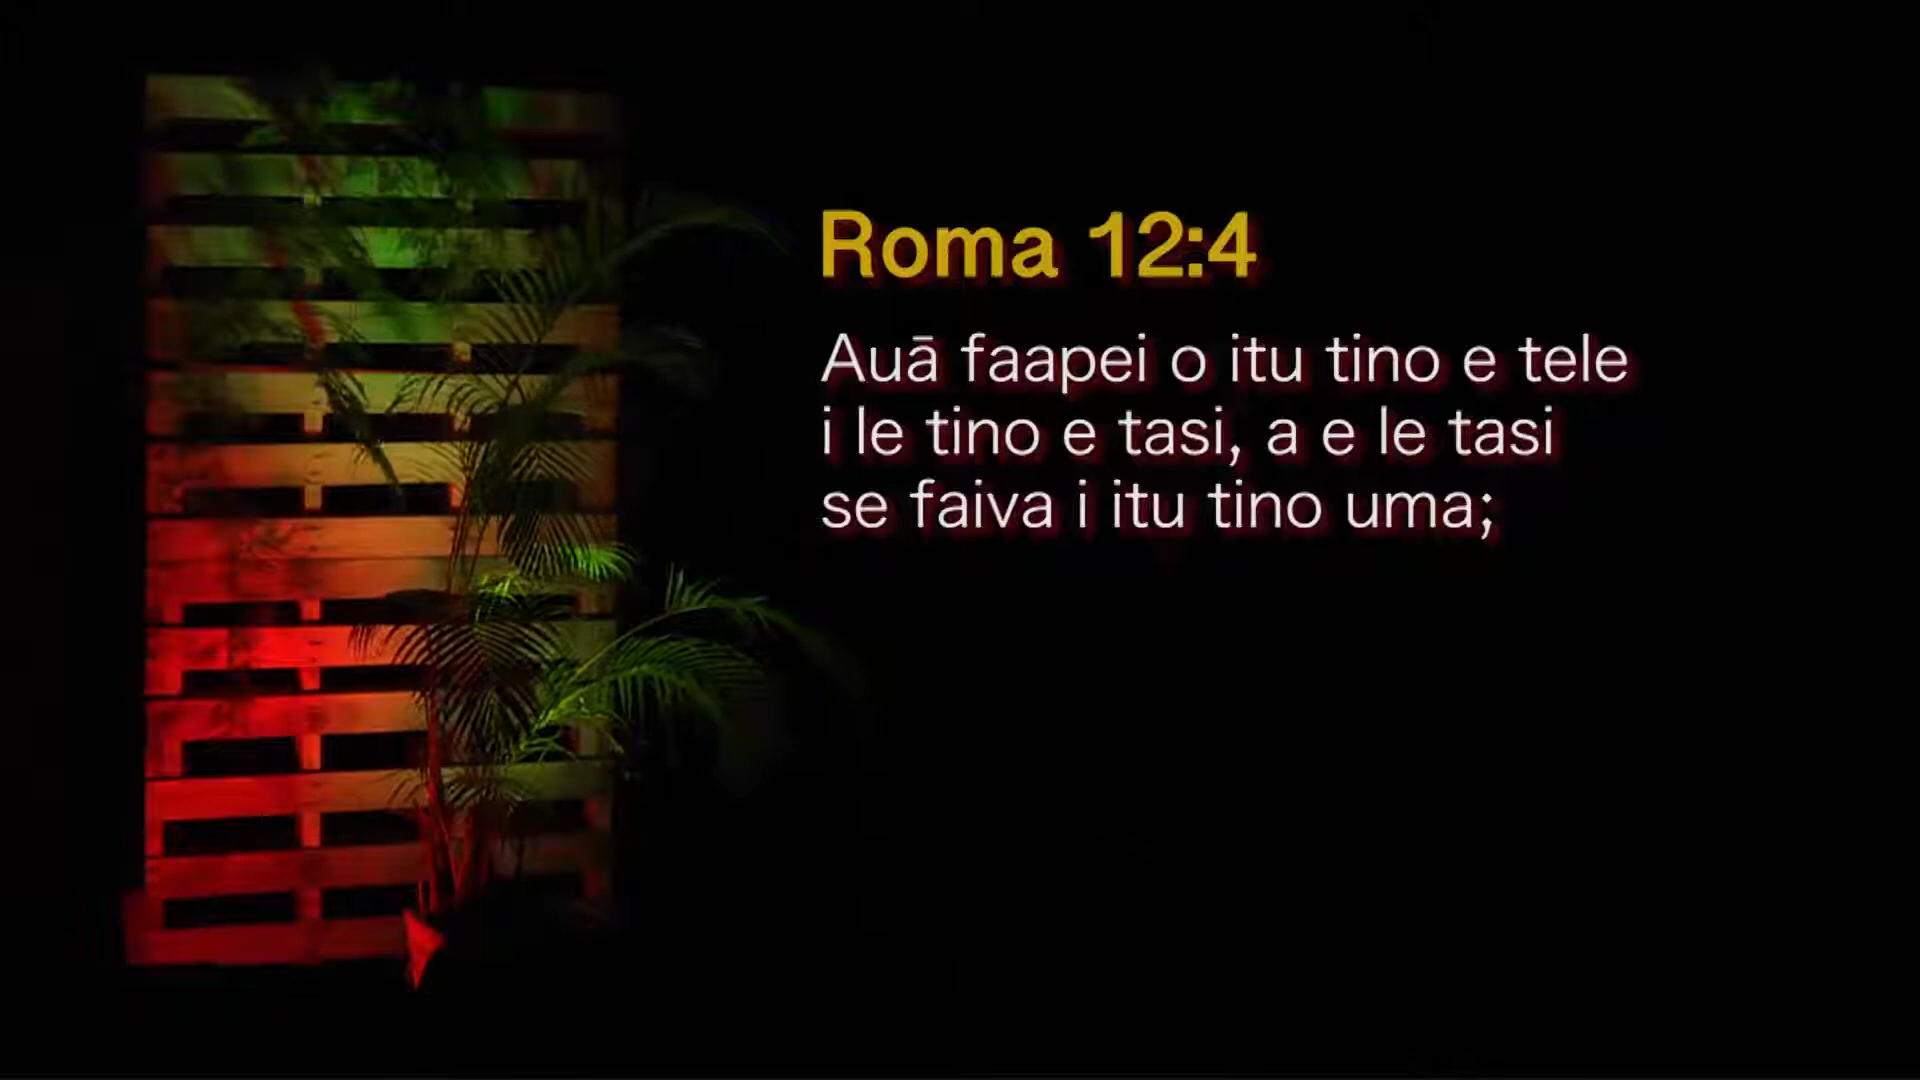 Roma 12:4
Auā faapei o itu tino e tele
i le tino e tasi, a e le tasi
se faiva i itu tino uma;